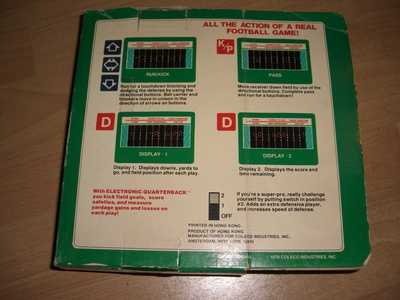 ALL THE ACTION OF A REAL
FOOTBALL GAME!
RUN/KICK
Run for a touchdown blocking and
dodging the defense by using the
directional buttons. Ball carrier and
blockers move in unison in the
direction of arrows on buttons.
K/P
PASS
Move receiver down field by use of the
directional buttons. Complete pass
and run for a touchdown!
D
DISPLAY - 1
Display 1. Displays downs, yards to
go, and field position after each play.
D
DISPLAY - 2
Display 2. Displays the score and
time remaining.
With ELECTRONIC QUARTERBACK
you kick field goals, score
safeties, and measure
yardage gains and losses on
each play!
2
1
OFF
If you're a super-pro, really challenge
yourself by putting switch in position
#2. Adds an extra defensive player,
and increases speed of defense.
PRINTED IN HONG KONG
PRODUCT OF HONG KONG
MANUFACTURED FOR COLECO INDUSTRIES, INC.,
AMSTERDAM, NEW YORK 12010
1978 COLECO INDUSTRIES, INC.